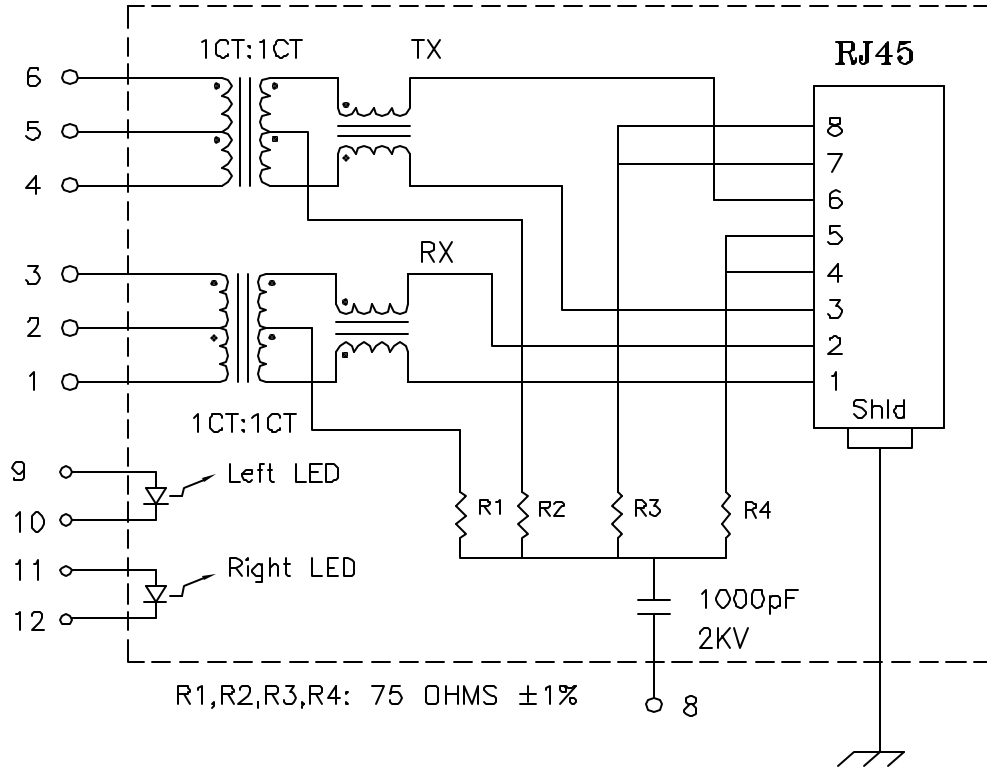 1CT:1CT
TX
RJ45
6
5
4
8
7
6
5
4
3
2
1
Shld
RX
3
2
1
1CT:1CT
9
10
Left LED
11
12
Right LED
R1
R2
R3
R4
1000pF
2KV
R1,R2,R3,R4: 75 OHMS ±1%
8